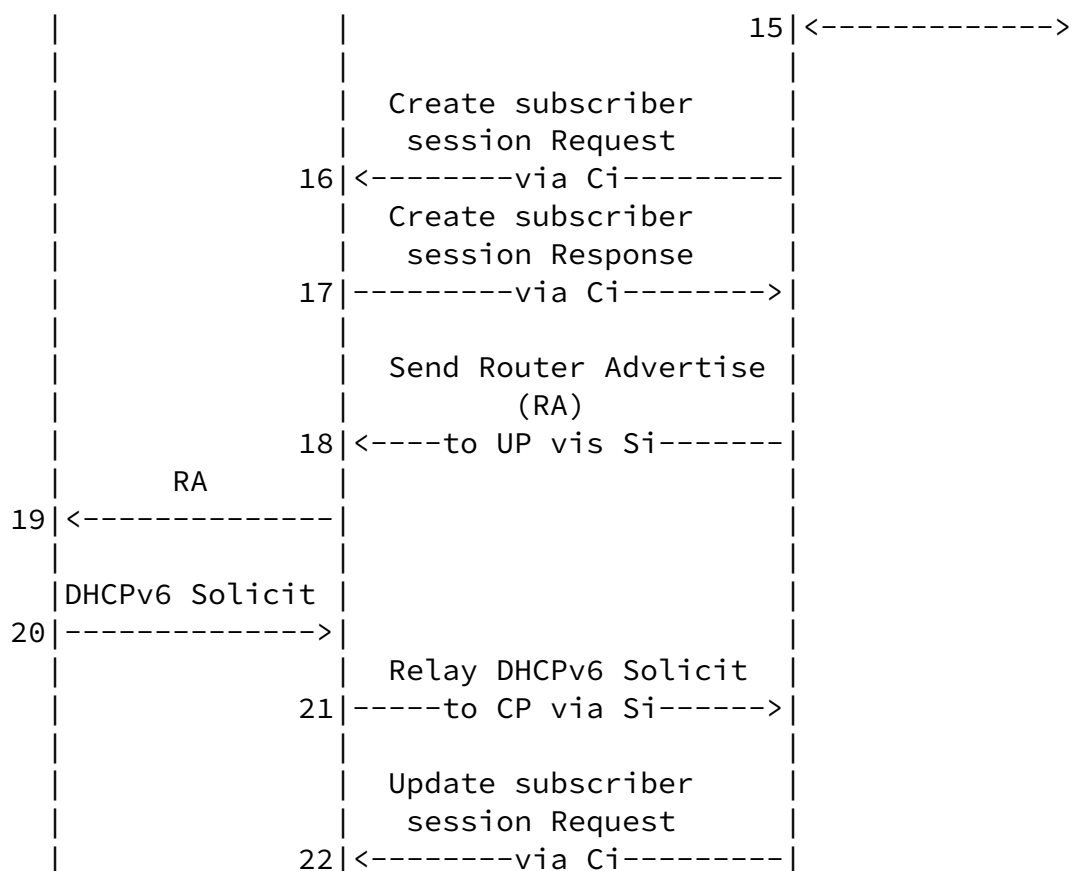 15|<------------->
Create subscriber
session Request
16|<--------via Ci---------|
Create subscriber
session Response
17|---------via Ci-------->|
Send Router Advertise
(RA)
18|<----to UP vis Si-------|
RA
19|<--------------|
DHCPv6 Solicit
20|-------------->|
Relay DHCPv6 Solicit
21|-----to CP via Si------>|
Update subscriber
session Request
22|<--------via Ci---------|